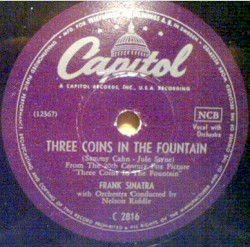 Capitol
A CAPITOL RECORDS, INC., U.S.A. RECORDING
(12367)
NCB
Vocal with
Orchestra
THREE COINS IN THE FOUNTAIN
(Sammy Cahn - Jule Styne)
From The 20th Century Fox Picture
"Three Coins In The Fountain"
FRANK SINATRA
with Orchestra Conducted by
Nelson Riddle
C 2816